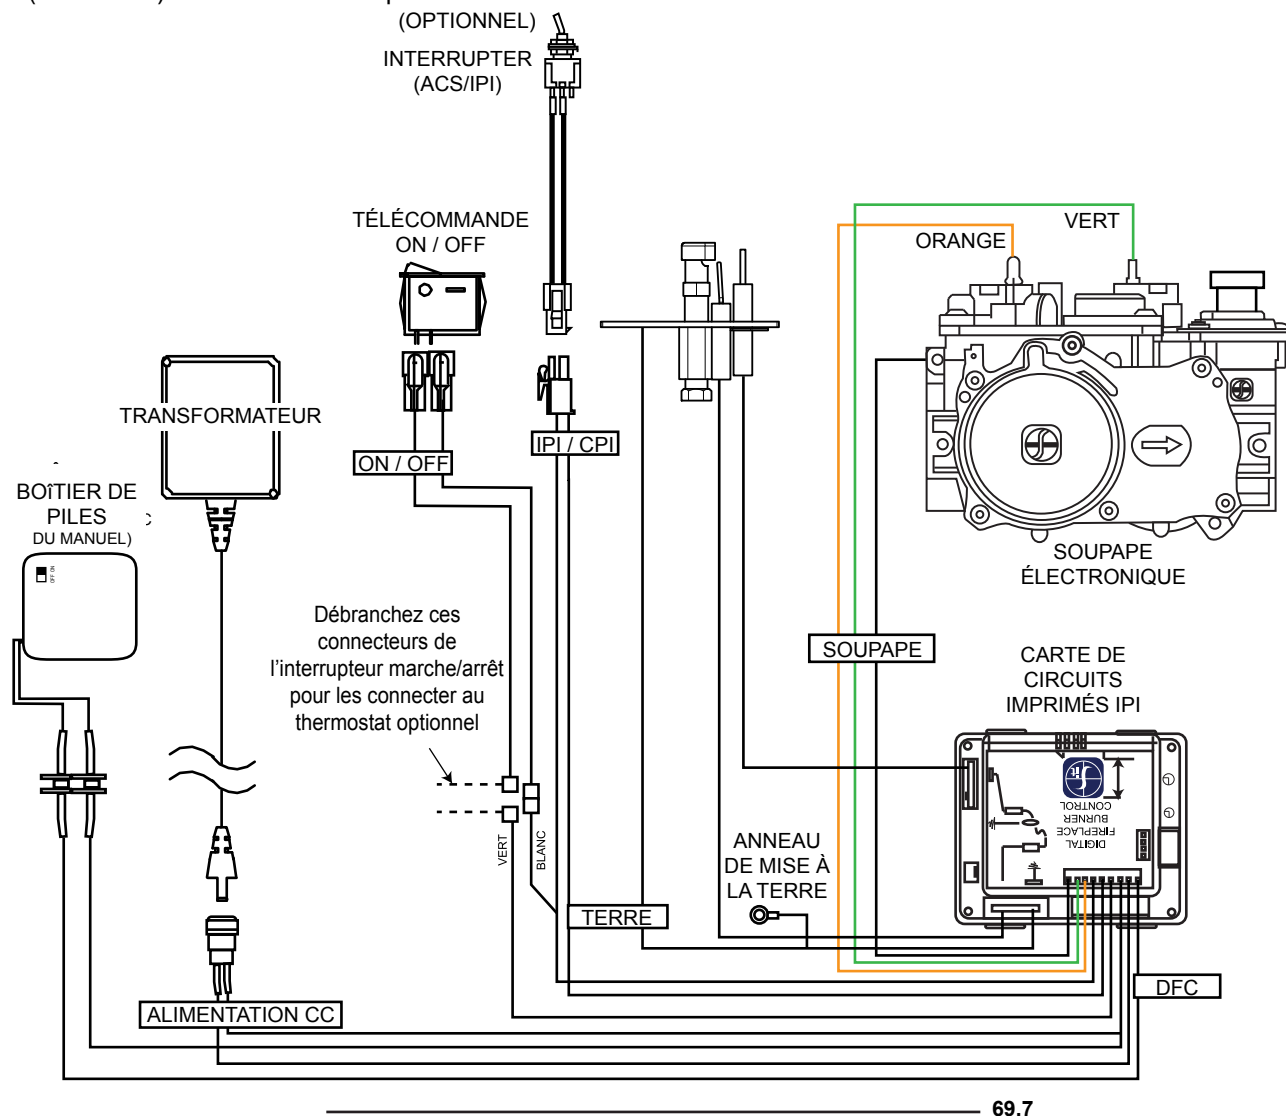 (OPTIONNEL)
INTERRUPTER
(ACS/IPI)
TÉLÉCOMMANDE
ON / OFF
VERT
ORANGE
TRANSFORMATEUR
IPI / CPI
ON / OFF
BOîTIER DE
PILES
DU MANUEL)
OFF ON
SOUPAPE
ÉLECTRONIQUE
Débranchez ces
connecteurs de
l'interrupteur marche/arrêt
pour les connecter au
thermostat optionnel
SOUPAPE
CARTE DE
CIRCUITS
IMPRIMÉS IPI
DIGITAL
FIREPLACE
BURNER
CONTROL
VERT
BLANC
ANNEAU
DE MISE À
LA TERRE
TERRE
DFC
ALIMENTATION CC
69.7